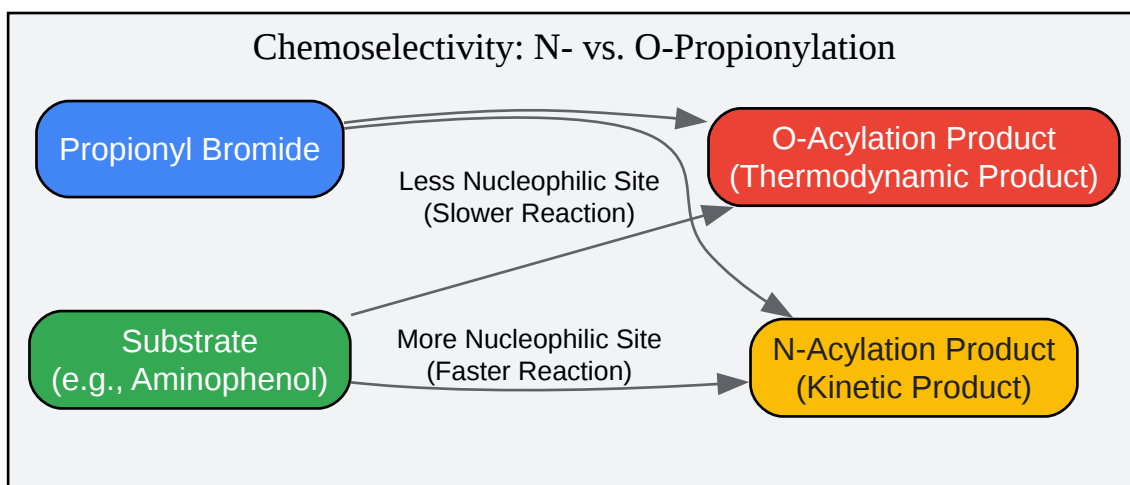 Chemoselectivity: N- vs. O-Propionylation
Propionyl Bromide
O-Acylation Product
(Thermodynamic Product)
Less Nucleophilic Site
(Slower Reaction)
Substrate
(e.g., Aminophenol)
More Nucleophilic Site
(Faster Reaction)
N-Acylation Product
(Kinetic Product)